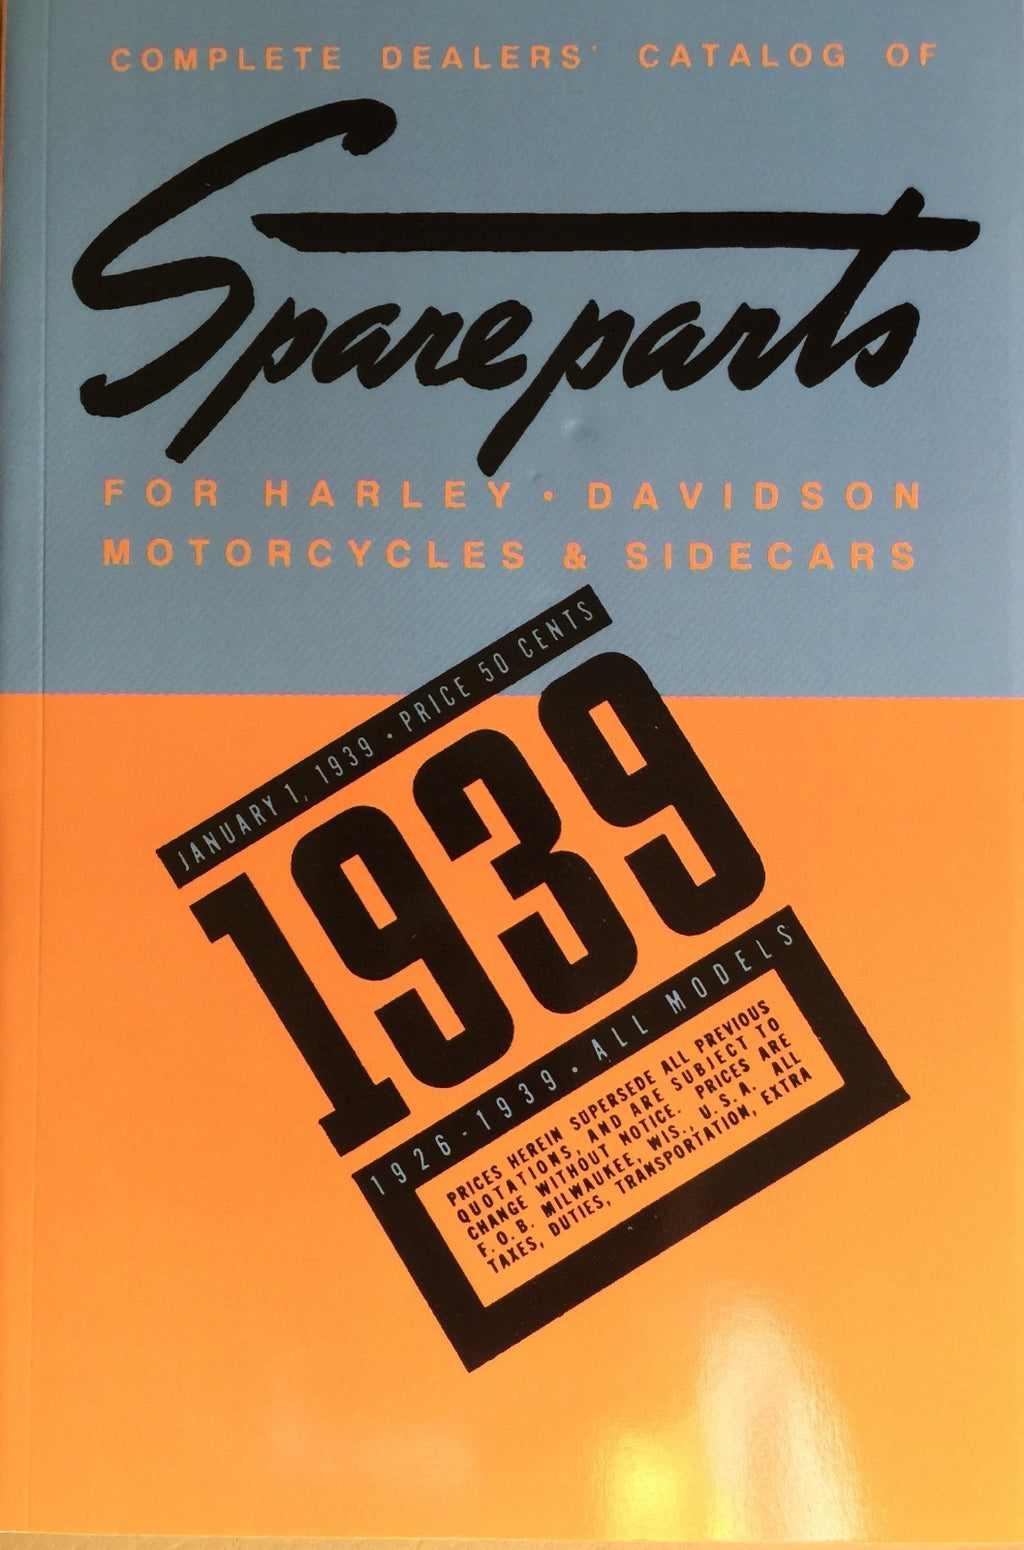 COMPLETE DEALERS' CATALOG OF
Spare parts
FOR HARLEY · DAVIDSON
MOTORCYCLES & SIDECARS
JANUARY 1, 1939 · PRICE 50 CENTS
1939
1926-1939 · ALL MODELS
PRICES HEREIN SUPERSEDE ALL PREVIOUS
QUOTATIONS, AND ARE SUBJECT TO
CHANGE WITHOUT NOTICE. PRICES ARE
F.O.B. MILWAUKEE, WIS., U.S.A. ALL
TAXES, DUTIES, TRANSPORTATION, EXTRA